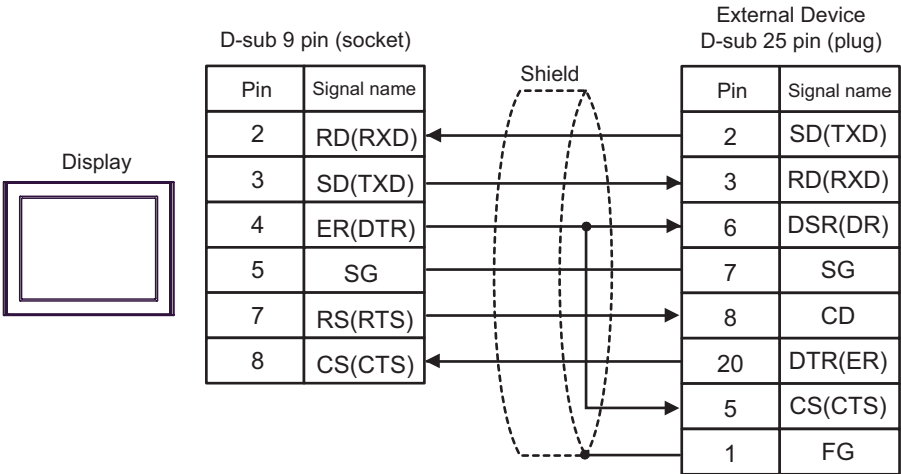 External Device
D-sub 9 pin (socket)
D-sub 25 pin (plug)
Shield
Display
Pin Signal name
2 RD(RXD)
3 SD(TXD)
4 ER(DTR)
5 SG
7 RS(RTS)
8 CS(CTS)
Pin Signal name
2 SD(TXD)
3 RD(RXD)
6 DSR(DR)
7 SG
8 CD
20 DTR(ER)
5 CS(CTS)
1 FG